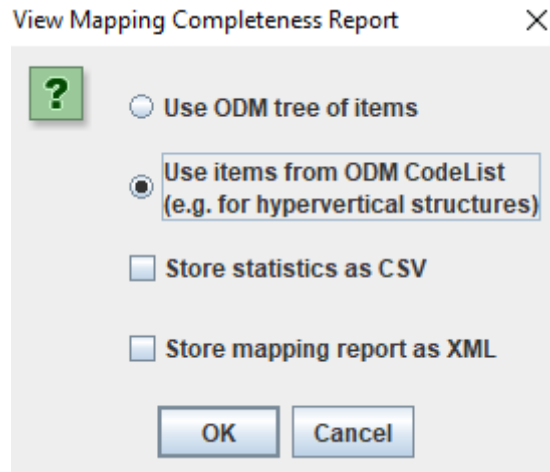 View Mapping Completeness Report
?
Use ODM tree of items
Use items from ODM CodeList
(e.g. for hypervertical structures)
Store statistics as CSV
Store mapping report as XML
OK Cancel